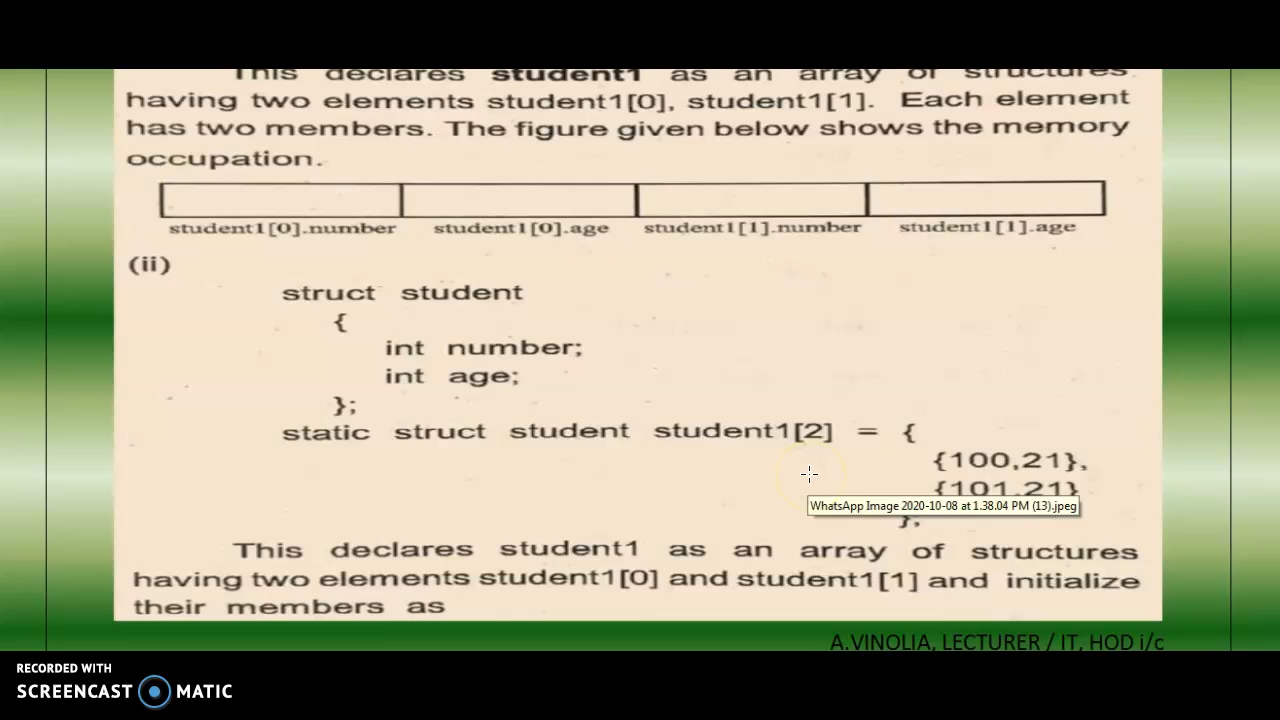 This declares student1 as an array of structures
having two elements student1[0], student1[1]. Each element
has two members. The figure given below shows the memory
occupation.
student1[0].number student1[0].age student1[1].number student1[1].age
(ii)
struct student
{
int number;
int age;
};
static struct student student1[2] = {
{100,21},
{101,21}
WhatsApp Image 2020-10-08 at 1.38.04 PM (13).jpeg
};
This declares student1 as an array of structures
having two elements student1[0] and student1[1] and initialize
their members as
A.VINOLIA, LECTURER / IT, HOD i/c
RECORDED WITH
SCREENCAST MATIC